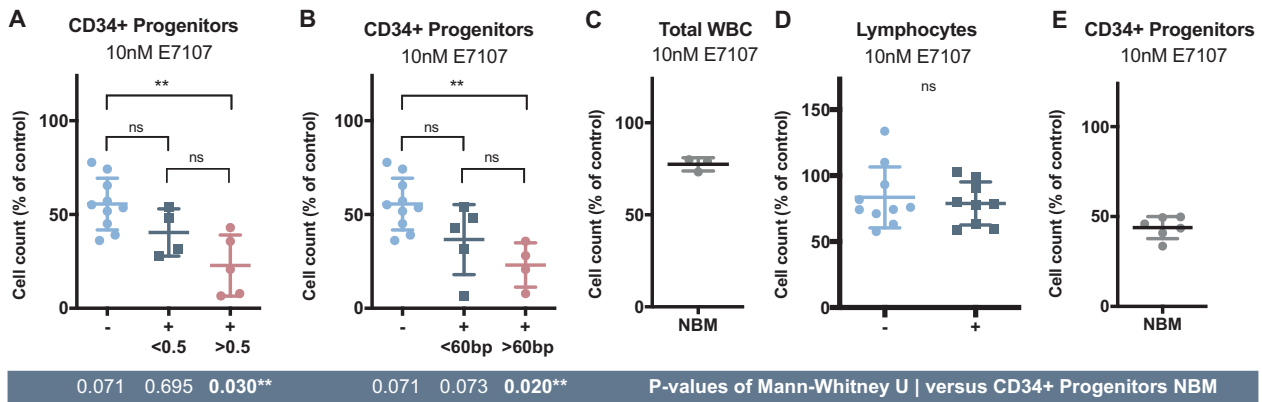 A
CD34+ Progenitors
10nM E7107
Cell count (% of control)
100
50
0
**
ns
ns
- + +
<0.5 >0.5
B
CD34+ Progenitors
10nM E7107
Cell count (% of control)
100
50
0
**
ns
ns
- + +
<60bp >60bp
C
Total WBC
10nM E7107
Cell count (% of control)
100
50
0
NBM
D
Lymphocytes
10nM E7107
Cell count (% of control)
150
100
50
0
ns
- +
E
CD34+ Progenitors
10nM E7107
Cell count (% of control)
100
50
0
NBM
0.071 0.695 0.030** 0.071 0.073 0.020** P-values of Mann-Whitney U | versus CD34+ Progenitors NBM